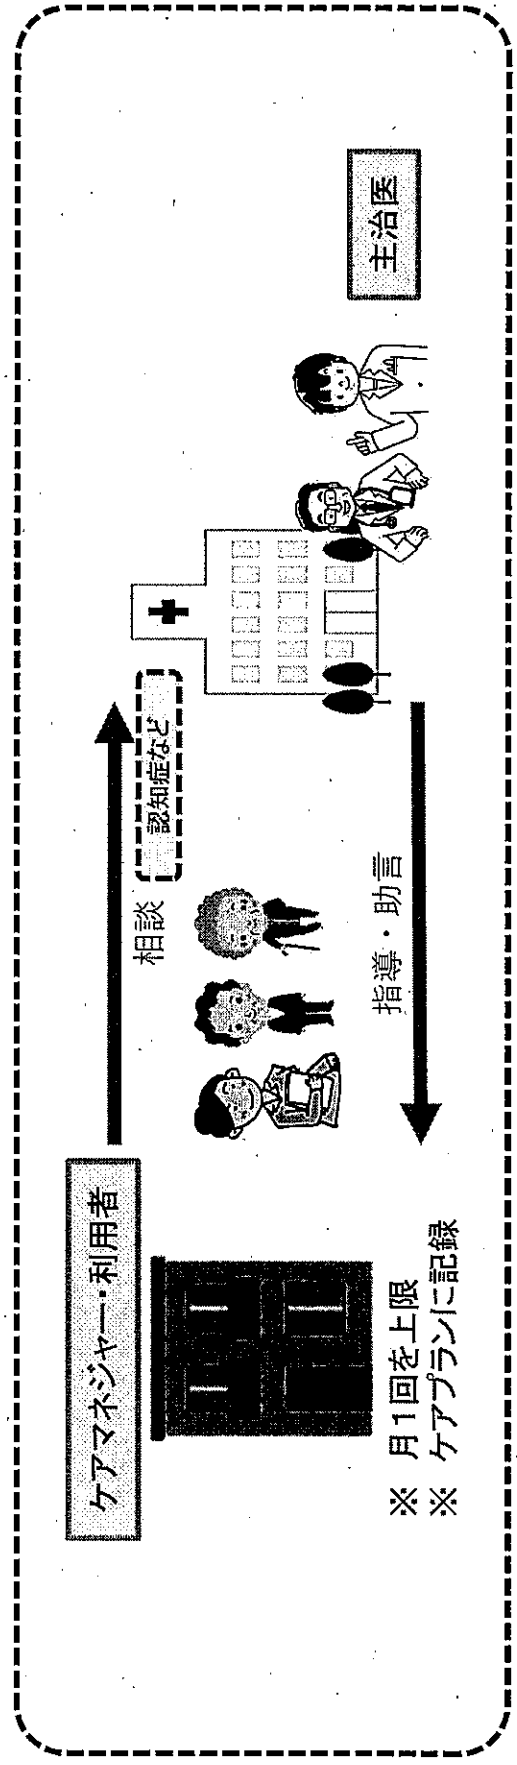 ケアマネジャー・利用者
相談
認知症など
主治医
指導・助言
※ 月1回を上限
※ ケアプランに記録